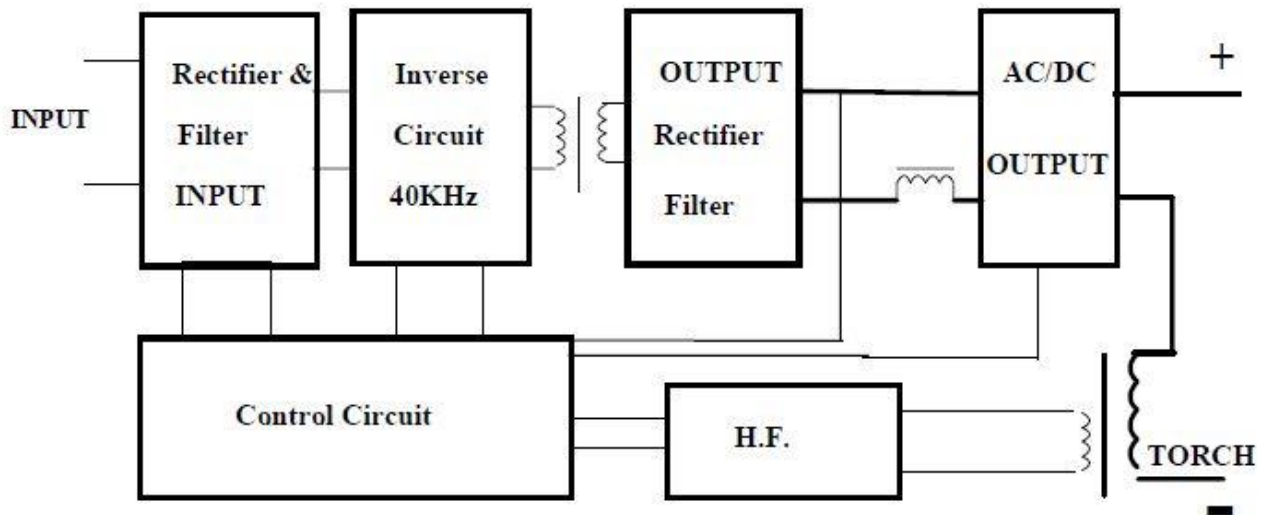 INPUT
Rectifier &
Filter
INPUT
Inverse
Circuit
40KHz
OUTPUT
Rectifier
Filter
AC/DC
OUTPUT
+
Control Circuit
H.F.
TORCH
-